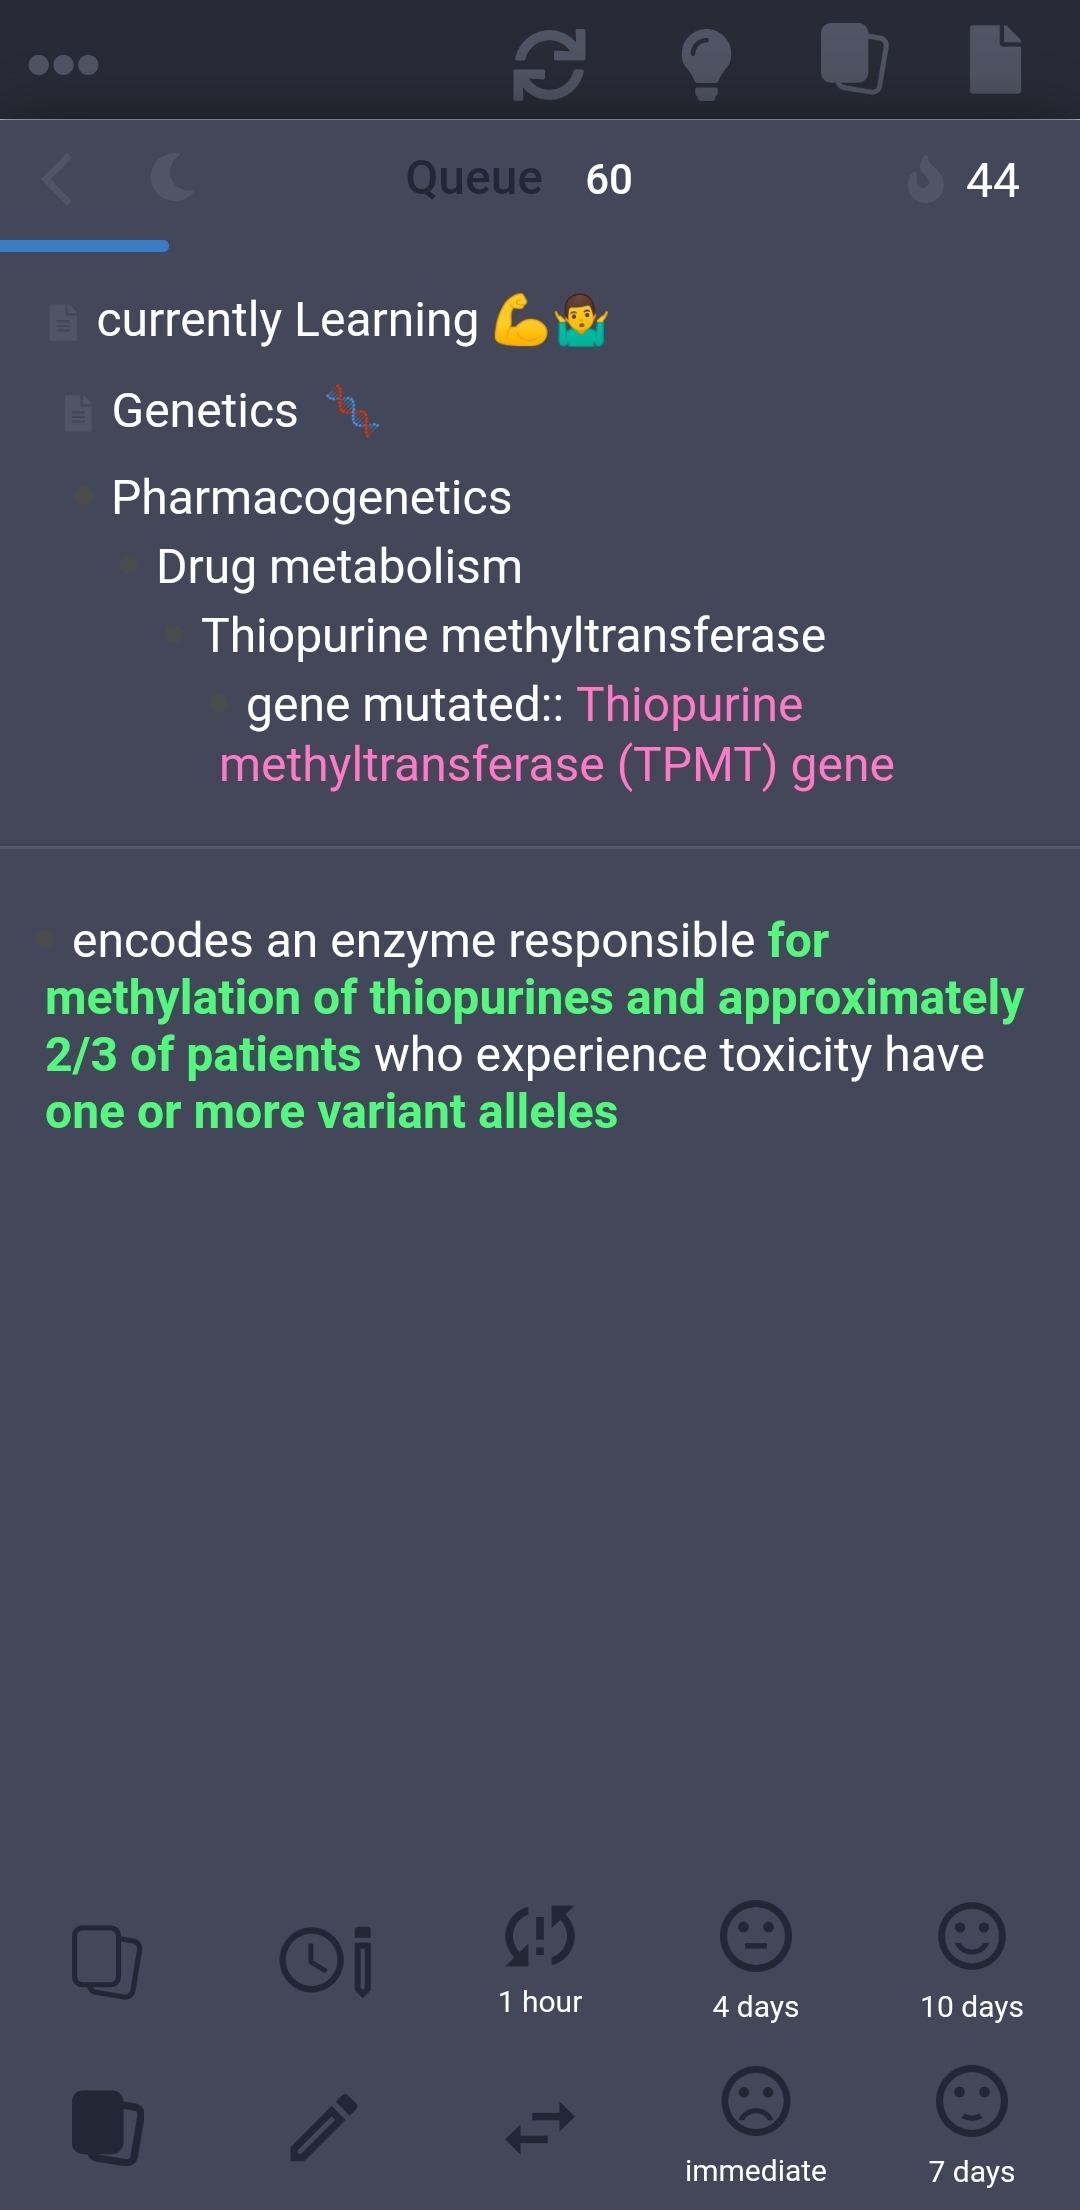 Queue 60 44
currently Learning 💪🤷‍♂️
Genetics 🧬
Pharmacogenetics
Drug metabolism
Thiopurine methyltransferase
gene mutated:: Thiopurine
methyltransferase (TPMT) gene
encodes an enzyme responsible for
methylation of thiopurines and approximately
2/3 of patients who experience toxicity have
one or more variant alleles
1 hour 4 days 10 days
immediate 7 days